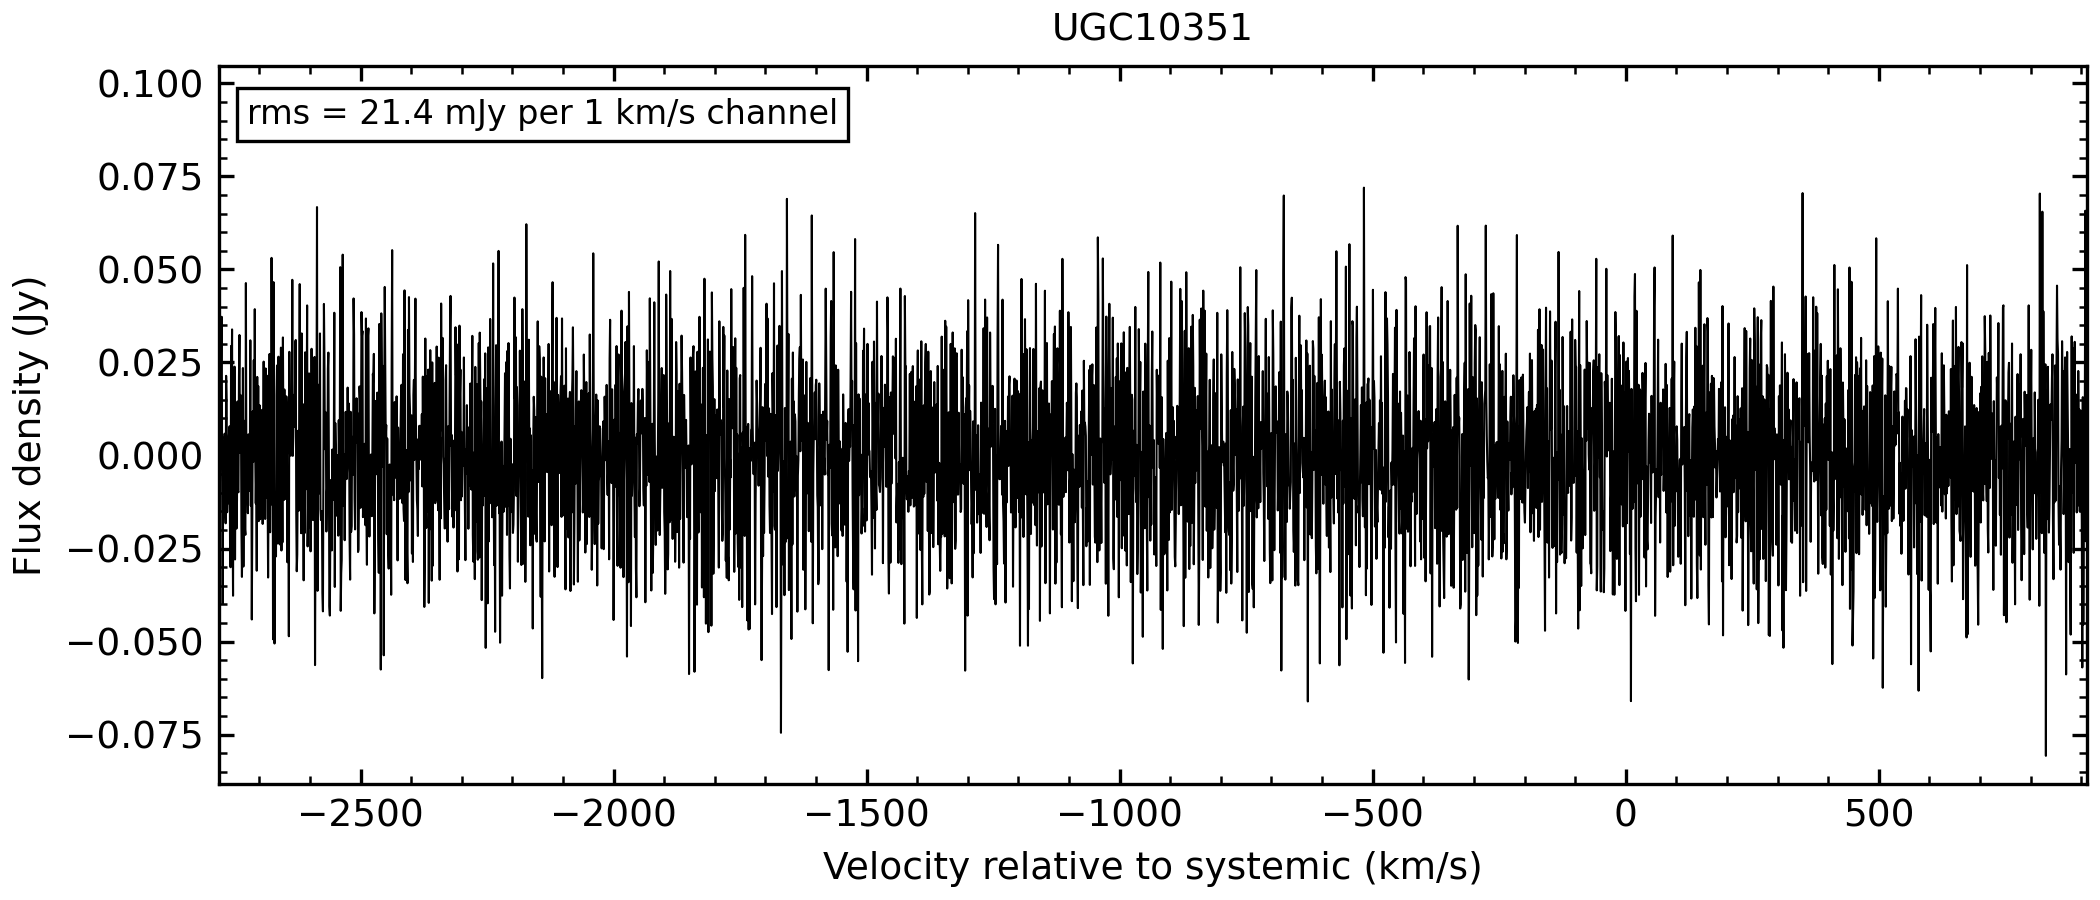 UGC10351
rms = 21.4 mJy per 1 km/s channel
0.100
0.075
0.050
0.025
0.000
−0.025
−0.050
−0.075
Flux density (Jy)
−2500 −2000 −1500 −1000 −500 0 500
Velocity relative to systemic (km/s)